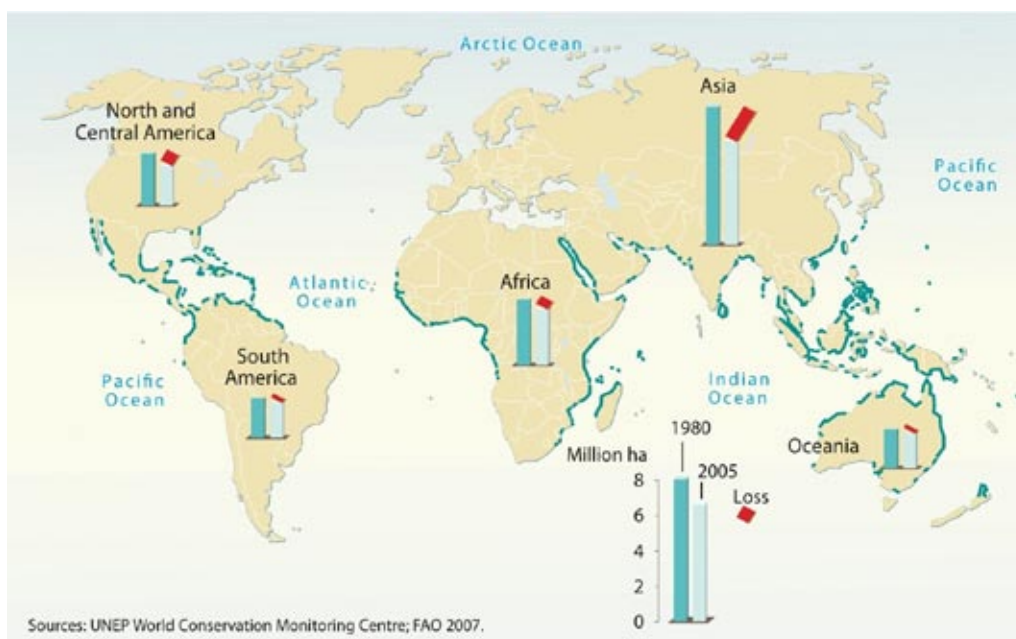 Arctic Ocean
North and
Central America
Asia
Pacific
Ocean
Atlantic
Ocean
Africa
South
America
Pacific
Ocean
Indian
Ocean
Oceania
1980
Million ha
2005
Loss
8
6
4
2
0
Sources: UNEP World Conservation Monitoring Centre; FAO 2007.